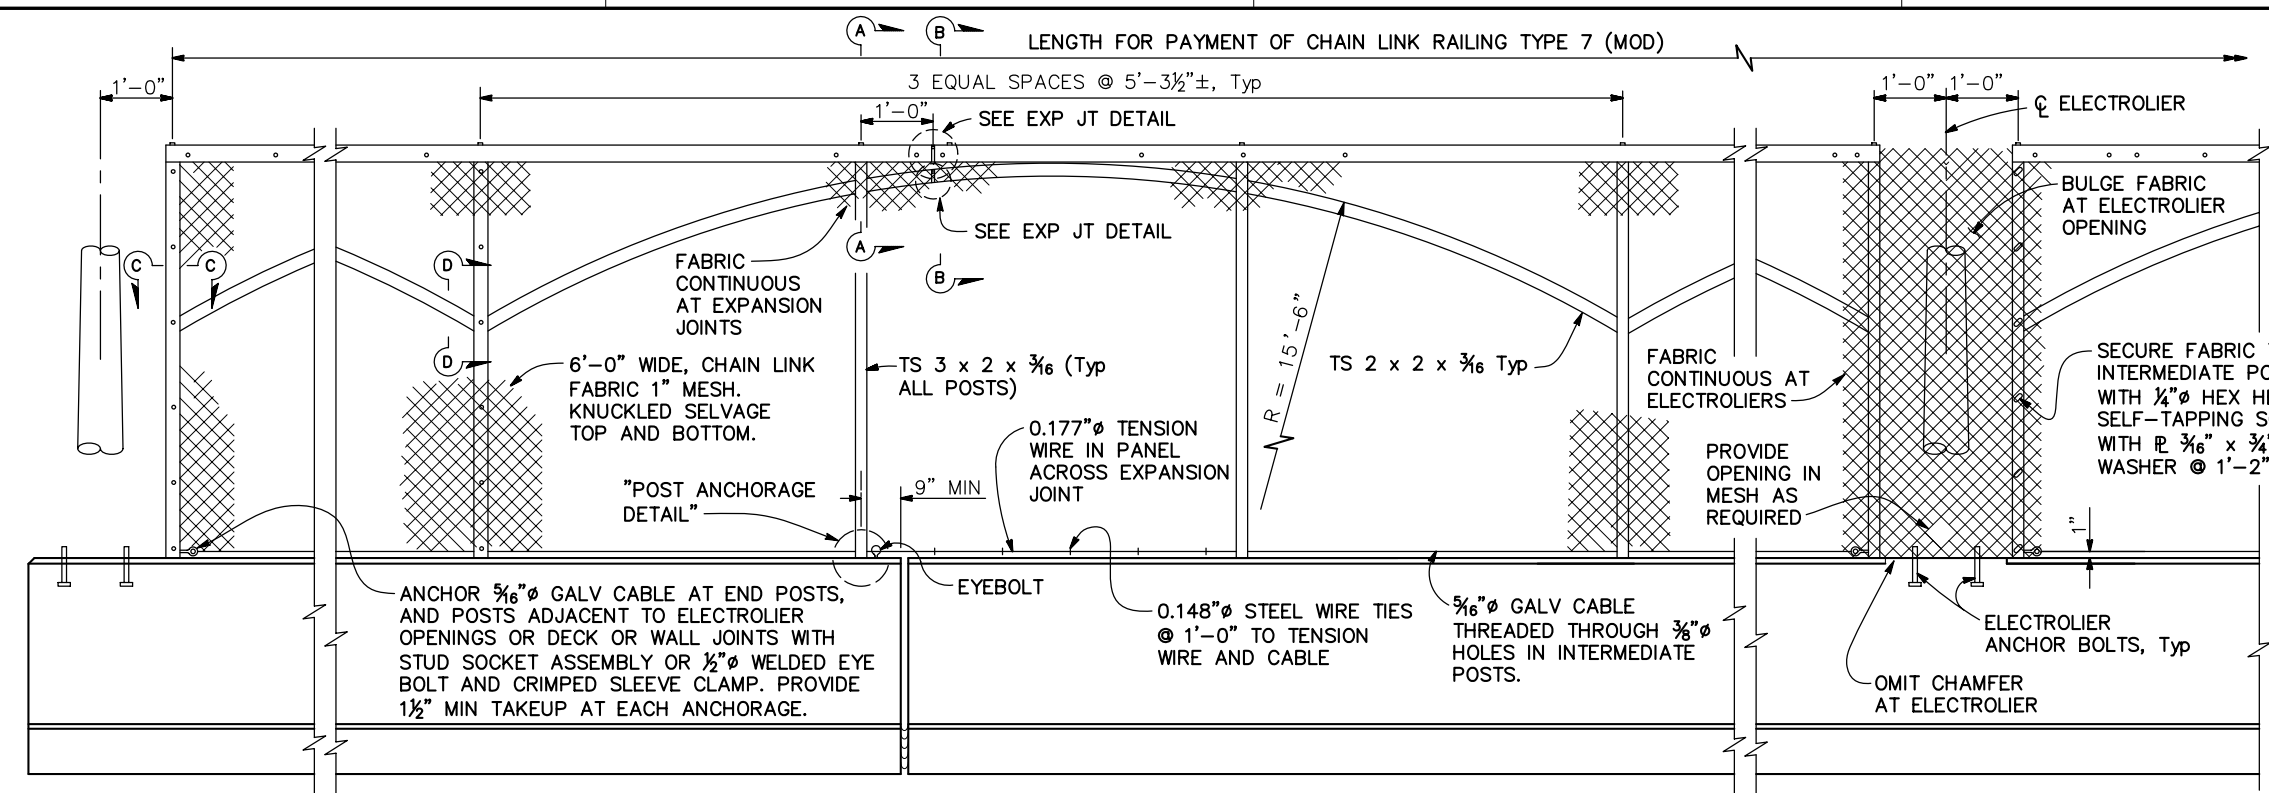 A
B
LENGTH FOR PAYMENT OF CHAIN LINK RAILING TYPE 7 (MOD)
1'-0"
3 EQUAL SPACES @ 5'-3½"±, Typ
1'-0" 1'-0"
1'-0"
SEE EXP JT DETAIL
℄ ELECTROLIER
BULGE FABRIC
AT ELECTROLIER
OPENING
SEE EXP JT DETAIL
A
B
C
C
D
D
FABRIC
CONTINUOUS
AT EXPANSION
JOINTS
R = 15'-6"
6'-0" WIDE, CHAIN LINK
FABRIC 1" MESH.
KNUCKLED SELVAGE
TOP AND BOTTOM.
TS 3 x 2 x 3⁄16 (Typ
ALL POSTS)
TS 2 x 2 x 3⁄16 Typ
FABRIC
CONTINUOUS AT
ELECTROLIERS
SECURE FABRIC
INTERMEDIATE
WITH ¼"ø HEX
SELF-TAPPING
WITH ⅊ 3⁄16" x ¾"
WASHER @ 1'-2"
0.177"ø TENSION
WIRE IN PANEL
ACROSS EXPANSION
JOINT
PROVIDE
OPENING IN
MESH AS
REQUIRED
"POST ANCHORAGE
DETAIL"
9" MIN
1"
EYEBOLT
ANCHOR 5⁄16"ø GALV CABLE AT END POSTS,
AND POSTS ADJACENT TO ELECTROLIER
OPENINGS OR DECK OR WALL JOINTS WITH
STUD SOCKET ASSEMBLY OR ½"ø WELDED EYE
BOLT AND CRIMPED SLEEVE CLAMP. PROVIDE
1½" MIN TAKEUP AT EACH ANCHORAGE.
0.148"ø STEEL WIRE TIES
@ 1'-0" TO TENSION
WIRE AND CABLE
5⁄16"ø GALV CABLE
THREADED THROUGH ⅜"ø
HOLES IN INTERMEDIATE
POSTS.
ELECTROLIER
ANCHOR BOLTS, Typ
OMIT CHAMFER
AT ELECTROLIER